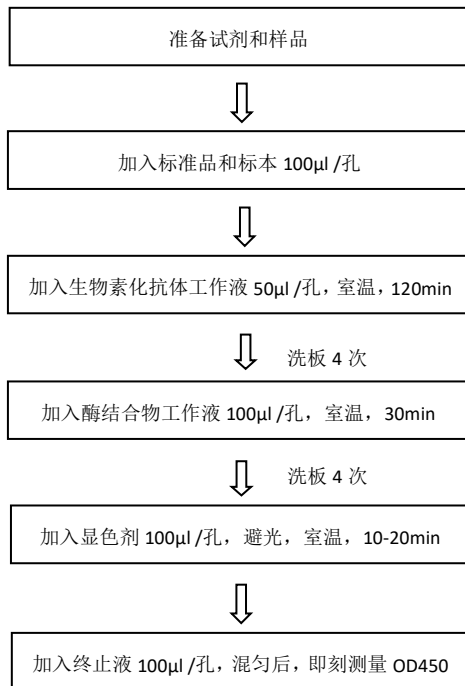 准备试剂和样品
加入标准品和标本 100μl /孔
加入生物素化抗体工作液 50μl /孔，室温，120min
洗板 4 次
加入酶结合物工作液 100μl /孔，室温，30min
洗板 4 次
加入显色剂 100μl /孔，避光，室温，10-20min
加入终止液 100μl /孔，混匀后，即刻测量 OD450